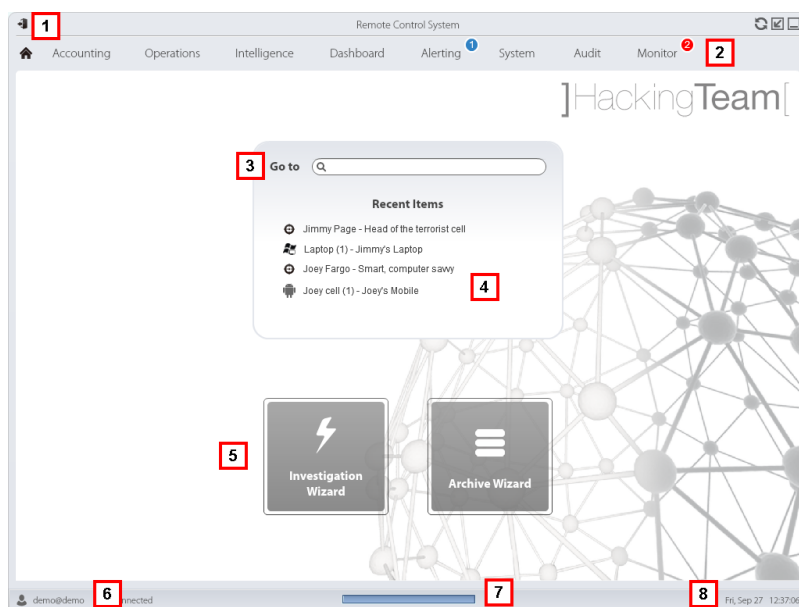 1
Remote Control System
Accounting Operations Intelligence Dashboard Alerting 1 System Audit Monitor 2 2
]HackingTeam[
3 Go to
Recent Items
Jimmy Page - Head of the terrorist cell
Laptop (1) - Jimmy's Laptop
Joey Fargo - Smart, computer savvy
Joey cell (1) - Joey's Mobile
4
5
Investigation Wizard
Archive Wizard
demo@demo 6 nnected 7 8 Fri, Sep 27 12:37:06